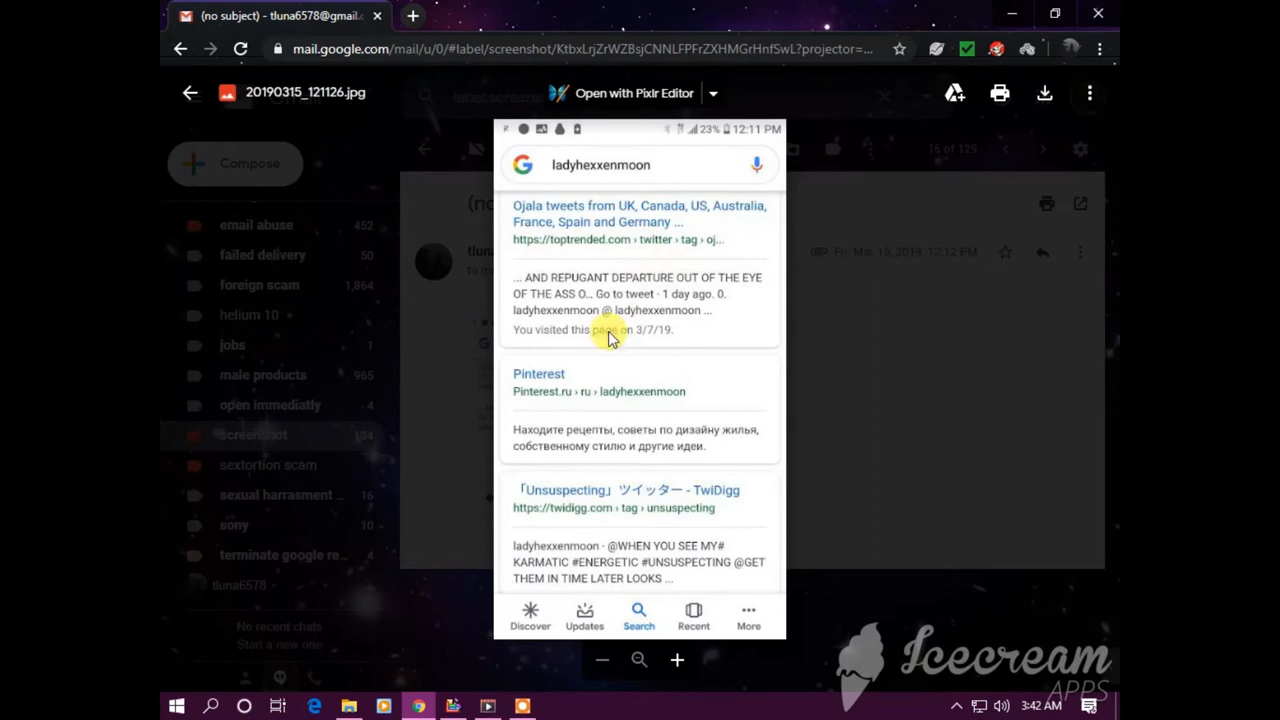 (no subject) - tluna6578@gmail.c
mail.google.com/mail/u/0/#label/screenshot/KtbxLrjZrWZBsjCNNLFPFrZXHMGrHnfSwL?projector=...
20190315_121126.jpg
Open with Pixlr Editor
Compose
16 of 129
email abuse 452
failed delivery 50
foreign scam 1,864
helium 10
jobs 1
male products 965
open immediatly 4
screenshot 104
sextortion scam
sexual harrasment ... 16
sony 10
terminate google re... 4
tluna6578
No recent chats
Start a new one
(no
tluna
to m
Fri, Mar 15, 2019, 12:12 PM
23% 12:11 PM
ladyhexxenmoon
Ojala tweets from UK, Canada, US, Australia,
France, Spain and Germany ...
https://toptrended.com › twitter › tag › oj...
... AND REPUGANT DEPARTURE OUT OF THE EYE
OF THE ASS O... Go to tweet · 1 day ago. 0.
ladyhexxenmoon @ ladyhexxenmoon ...
You visited this page on 3/7/19.
Pinterest
Pinterest.ru › ru › ladyhexxenmoon
Находите рецепты, советы по дизайну жилья,
собственному стилю и другие идеи.
「Unsuspecting」ツイッター - TwiDigg
https://twidigg.com › tag › unsuspecting
ladyhexxenmoon · @WHEN YOU SEE MY#
KARMATIC #ENERGETIC #UNSUSPECTING @GET
THEM IN TIME LATER LOOKS ...
Discover Updates Search Recent More
Icecream
APPS
3:42 AM